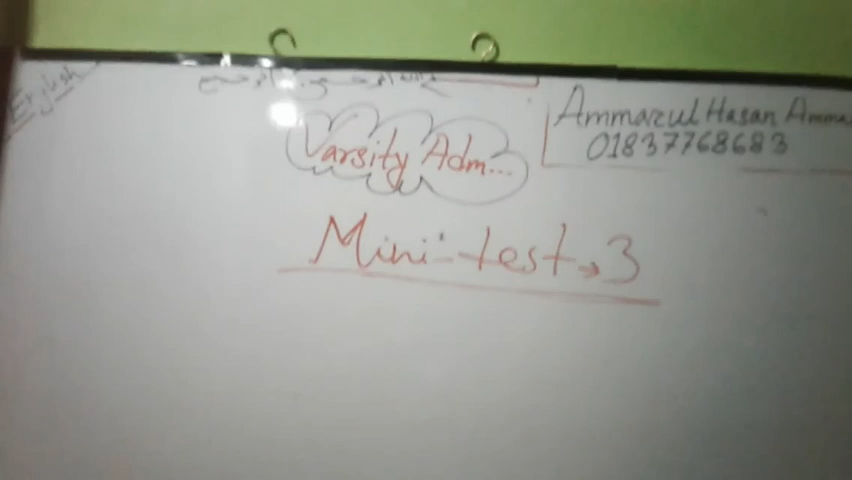 English
Ammarul Hasan Amma
01837768683
Varsity Adm...
Mini-test→3